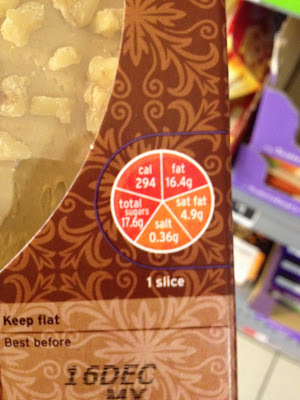 cal
294
fat
16.4g
total
sugars
17.6g
sat fat
4.9g
salt
0.36g
1 slice
Keep flat
Best before
16DEC
MX